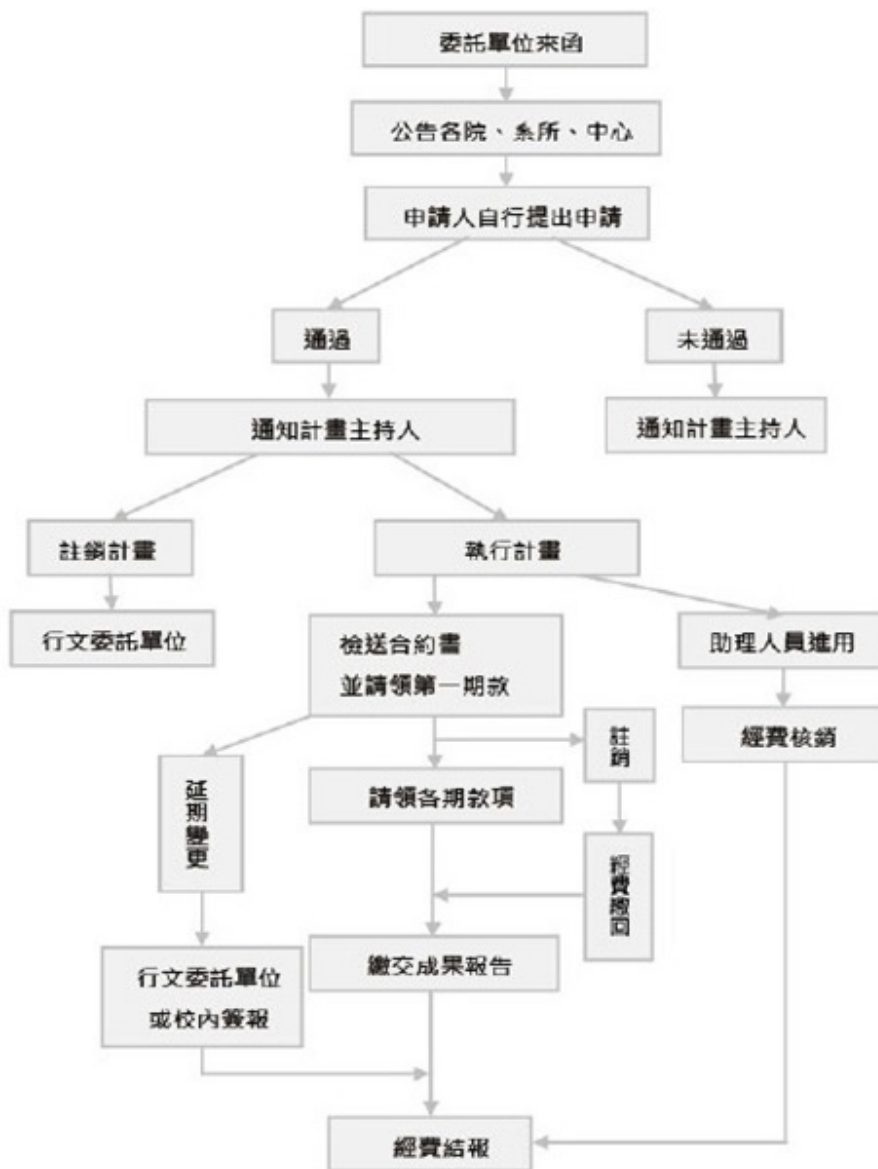 委託單位來函
公告各院、系所、中心
申請人自行提出申請
通過
未通過
通知計畫主持人
通知計畫主持人
註銷計畫
執行計畫
行文委託單位
檢送合約書
並請領第一期款
助理人員進用
註銷
經費核銷
延期變更
請領各期款項
經費繳回
繳交成果報告
行文委託單位
或校內簽報
經費結報